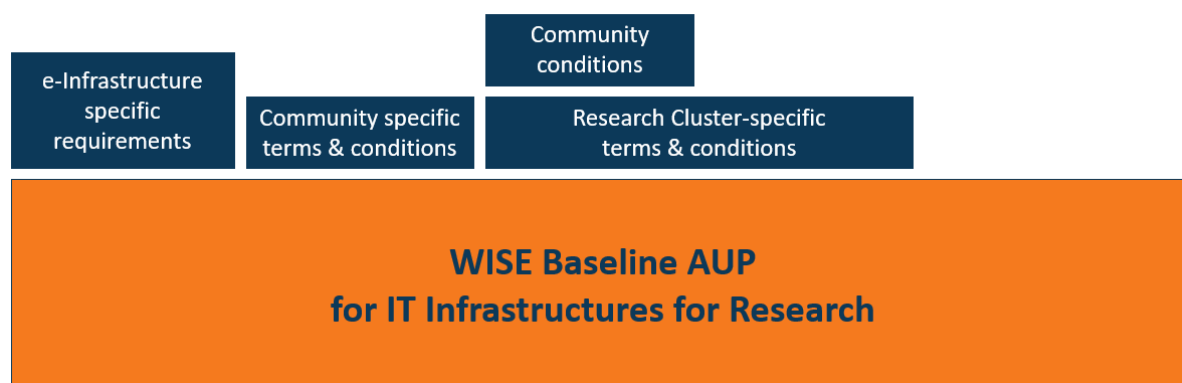 Community
conditions
e-Infrastructure
specific
requirements
Community specific
terms & conditions
Research Cluster-specific
terms & conditions
WISE Baseline AUP
for IT Infrastructures for Research